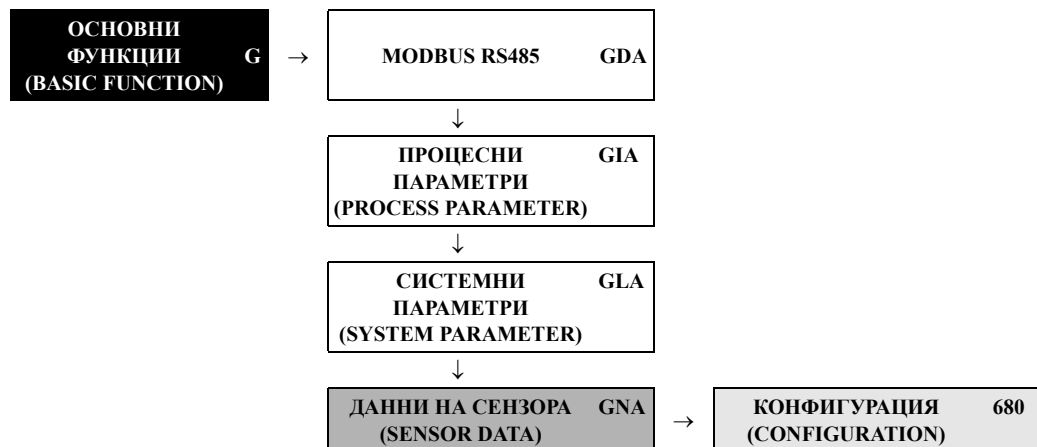 ОСНОВНИ
ФУНКЦИИ G → MODBUS RS485 GDA
(BASIC FUNCTION)
↓
ПРОЦЕСНИ GIA
ПАРАМЕТРИ
(PROCESS PARAMETER)
↓
СИСТЕМНИ GLA
ПАРАМЕТРИ
(SYSTEM PARAMETER)
↓
ДАННИ НА СЕНЗОРА GNA → КОНФИГУРАЦИЯ 680
(SENSOR DATA) (CONFIGURATION)